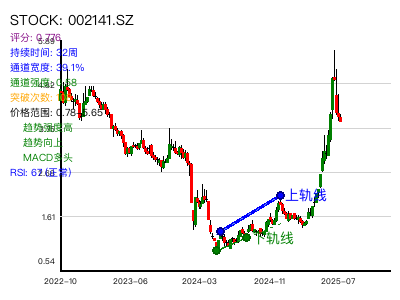 STOCK: 002141.SZ
评分: 0.776
持续时间: 32周
通道宽度: 39.1%
通道强度: 0.58
突破次数:
价格范围: 0.78-5.65
趋势强度高
趋势向上
MACD多头
RSI: 67 (正常)
1.61
0.54
上轨线
下轨线
2022-10
2023-06
2024-03
2024-11
2025-07